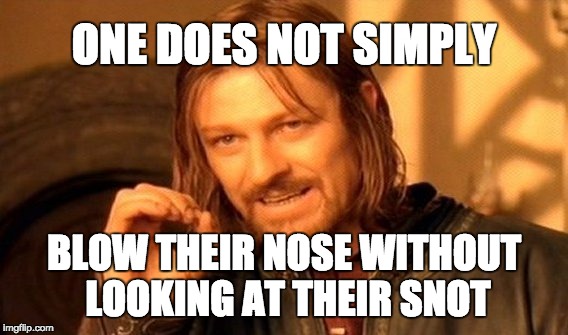 ONE DOES NOT SIMPLY
BLOW THEIR NOSE WITHOUT
LOOKING AT THEIR SNOT
imgflip.com